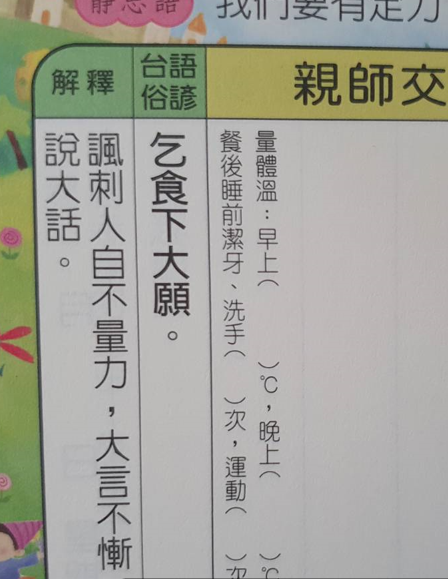 靜思語
我們要有定力
親師交
量體溫：早上（　　）℃，晚上（　　）℃
餐後睡前潔牙、洗手（　　）次，運動（　　）次
台語俗諺
乞食下大願。
解釋
諷刺人自不量力，大言不慚
說大話。